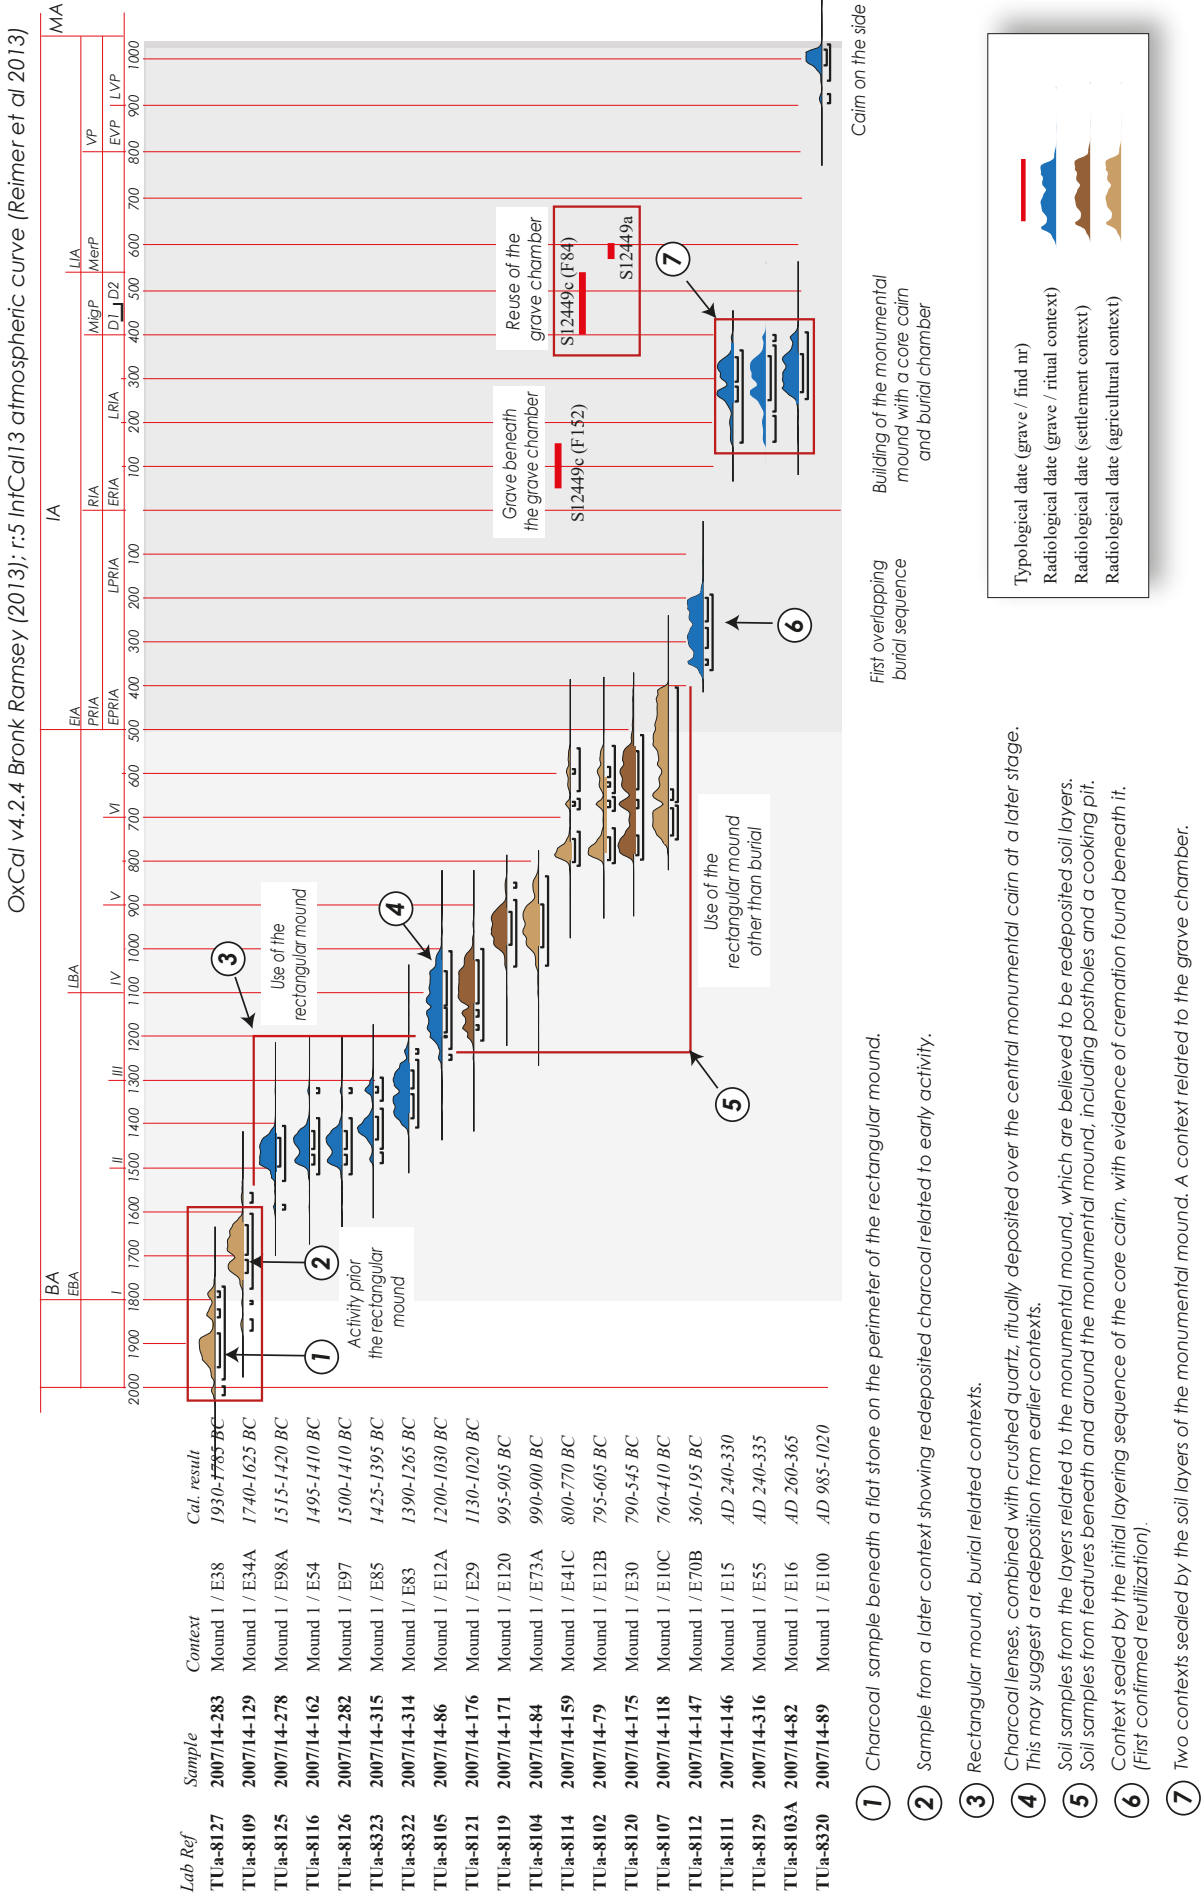 OxCal v4.2.4 Bronk Ramsey (2013); r:5 IntCal13 atmospheric curve (Reimer et al 2013)
BA IA MA
EBA LBA EIA LIA
PRIA RIA MigP MerP VP
I II III IV V VI EPRIA LPRIA ERIA LRIA D1 D2 EVP LVP
2000 1900 1800 1700 1600 1500 1400 1300 1200 1100 1000 900 800 700 600 500 400 300 200 100 100 200 300 400 500 600 700 800 900 1000
Lab Ref Sample Context Cal. result
TUa-8127 2007/14-283 Mound 1 / E38 1930-1785 BC
TUa-8109 2007/14-129 Mound 1 / E34A 1740-1625 BC
TUa-8125 2007/14-278 Mound 1 / E98A 1515-1420 BC
TUa-8116 2007/14-162 Mound 1 / E54 1495-1410 BC
TUa-8126 2007/14-282 Mound 1 / E97 1500-1410 BC
TUa-8323 2007/14-315 Mound 1 / E85 1425-1395 BC
TUa-8322 2007/14-314 Mound 1/ E83 1390-1265 BC
TUa-8105 2007/14-86 Mound 1 / E12A 1200-1030 BC
TUa-8121 2007/14-176 Mound 1 / E29 1130-1020 BC
TUa-8119 2007/14-171 Mound 1 / E120 995-905 BC
TUa-8104 2007/14-84 Mound 1 / E73A 990-900 BC
TUa-8114 2007/14-159 Mound 1 / E41C 800-770 BC
TUa-8102 2007/14-79 Mound 1 / E12B 795-605 BC
TUa-8120 2007/14-175 Mound 1 / E30 790-545 BC
TUa-8107 2007/14-118 Mound 1 / E10C 760-410 BC
TUa-8112 2007/14-147 Mound 1 / E70B 360-195 BC
TUa-8111 2007/14-146 Mound 1 / E15 AD 240-330
TUa-8129 2007/14-316 Mound 1 / E55 AD 240-335
TUa-8103A 2007/14-82 Mound 1 / E16 AD 260-365
TUa-8320 2007/14-89 Mound 1 / E100 AD 985-1020
1
2
Activity prior
the rectangular
mound
3
Use of the
rectangular mound
4
5
Use of the
rectangular mound
other than burial
6
First overlapping
burial sequence
Grave beneath
the grave chamber
S12449c (F152)
Reuse of the
grave chamber
S12449c (F84)
S12449a
7
Building of the monumental
mound with a core cairn
and burial chamber
Cairn on the side
Typological date (grave / find nr)
Radiological date (grave / ritual context)
Radiological date (settlement context)
Radiological date (agricultural context)
1 Charcoal sample beneath a flat stone on the perimeter of the rectangular mound.
2 Sample from a later context showing redeposited charcoal related to early activity.
3 Rectangular mound, burial related contexts.
4 Charcoal lenses, combined with crushed quartz, ritually deposited over the central monumental cairn at a later stage.
This may suggest a redeposition from earlier contexts.
5 Soil samples from the layers related to the monumental mound, which are believed to be redeposited soil layers.
Soil samples from features beneath and around the monumental mound, including postholes and a cooking pit.
6 Context sealed by the initial layering sequence of the core cairn, with evidence of cremation found beneath it.
(First confirmed reutilization).
7 Two contexts sealed by the soil layers of the monumental mound. A context related to the grave chamber.